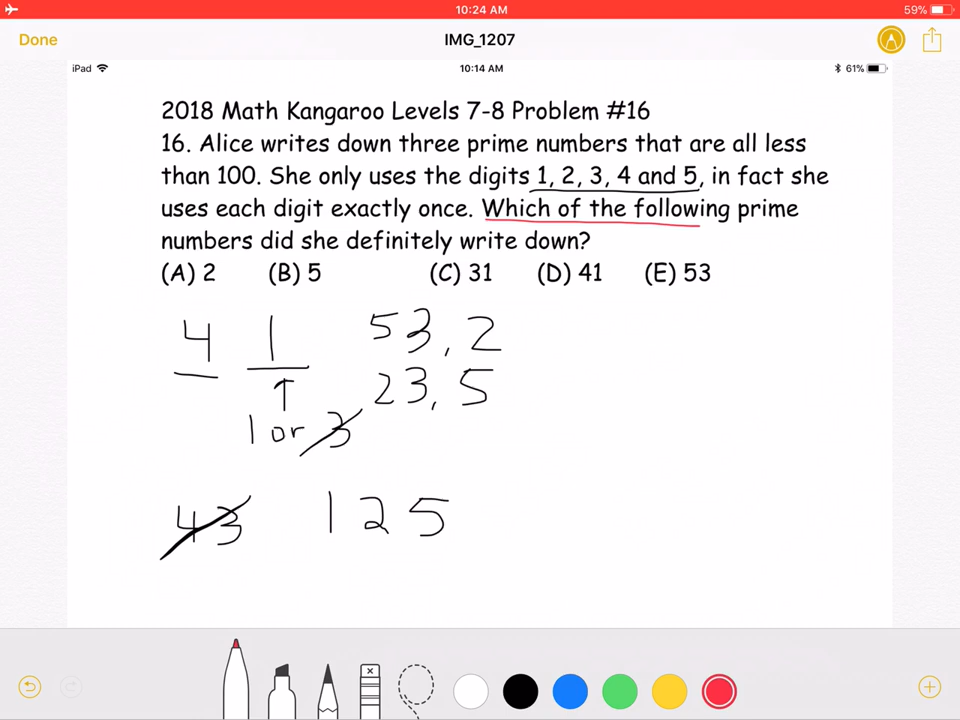 10:24 AM
59%
Done
IMG_1207
iPad
10:14 AM
61%
2018 Math Kangaroo Levels 7-8 Problem #16
16. Alice writes down three prime numbers that are all less
than 100. She only uses the digits 1, 2, 3, 4 and 5, in fact she
uses each digit exactly once. Which of the following prime
numbers did she definitely write down?
(A) 2 (B) 5 (C) 31 (D) 41 (E) 53
4 1 53, 2
23, 5
1 or 3
43 1 2 5